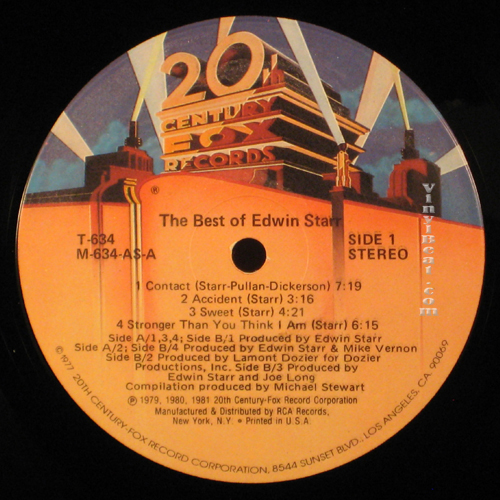 20th
CENTURY
FOX
RECORDS
®
The Best of Edwin Starr
T-634
M-634-AS-A
SIDE 1
STEREO
1 Contact (Starr-Pullan-Dickerson) 7:19
2 Accident (Starr) 3:16
3 Sweet (Starr) 4:21
4 Stronger Than You Think I Am (Starr) 6:15
Side A/1,3,4; Side B/1 Produced by Edwin Starr
Side A/2; Side B/4 Produced by Edwin Starr & Mike Vernon
Side B/2 Produced by Lamont Dozier for Dozier
Productions, Inc. Side B/3 Produced by
Edwin Starr and Joe Long
Compilation produced by Michael Stewart
℗ 1979, 1980, 1981 20th Century-Fox Record Corporation
Manufactured & Distributed by RCA Records,
New York, N.Y. • Printed in U.S.A.
©1977 20TH CENTURY-FOX RECORD CORPORATION, 8544 SUNSET BLVD., LOS ANGELES, CA. 90069
VinylBeat.com